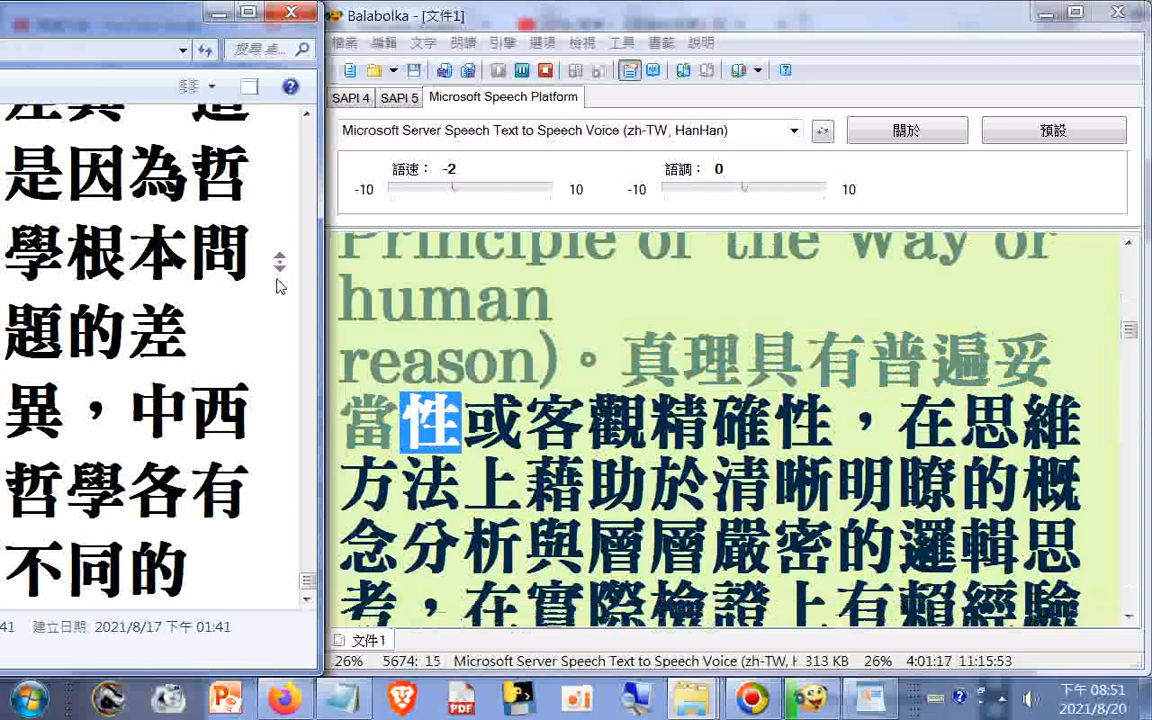 搜尋 桌...
差異
是因為哲
學根本問
題的差
異，中西
哲學各有
不同的
41 建立日期: 2021/8/17 下午 01:41
Balabolka - [文件1]
檔案 編輯 文字 朗讀 引擎 選項 檢視 工具 書籤 說明
SAPI 4 SAPI 5 Microsoft Speech Platform
Microsoft Server Speech Text to Speech Voice (zh-TW, HanHan)
關於 預設
語速： -2 語調： 0
-10 10 -10 10
Principle of the Way or
human
reason)。真理具有普遍妥
當性或客觀精確性，在思維
方法上藉助於清晰明瞭的概
念分析與層層嚴密的邏輯思
考，在實際檢證上有賴經驗
文件1
26% 5674: 15 Microsoft Server Speech Text to Speech Voice (zh-TW, H 313 KB 26% 4:01:17 11:15:53
PDF
下午 08:51
2021/8/20